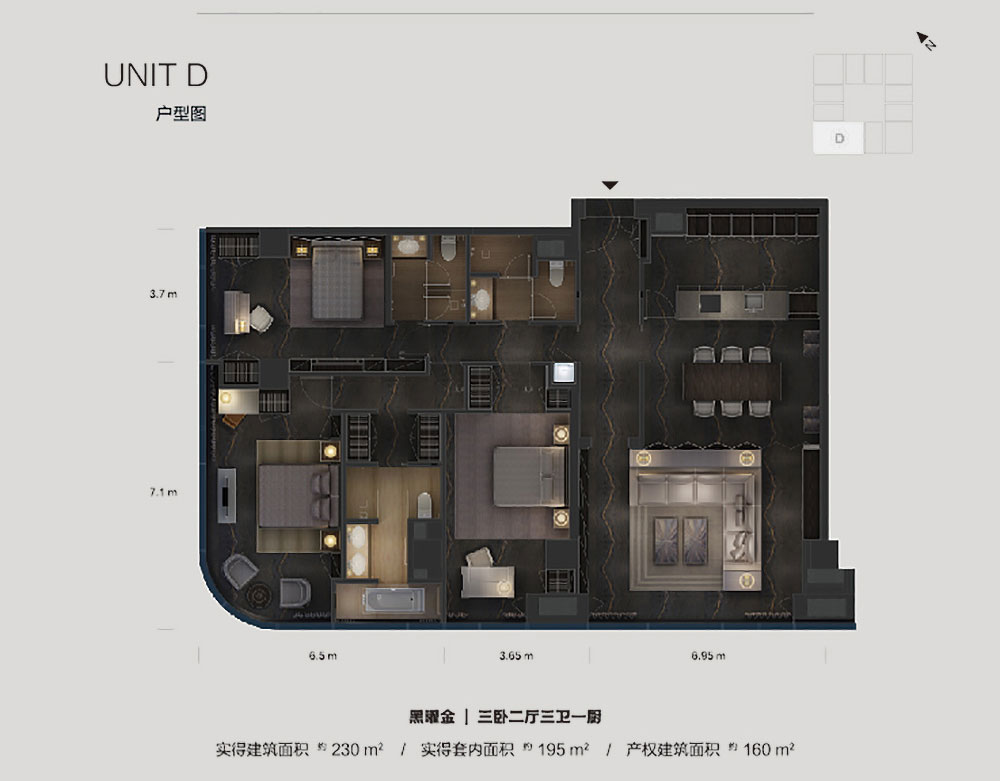 UNIT D
户型图
N
D
3.7 m
7.1 m
6.5 m
3.65 m
6.95 m
黑曜金 | 三卧二厅三卫一厨
实得建筑面积 约 230 m² / 实得套内面积 约 195 m² / 产权建筑面积 约 160 m²